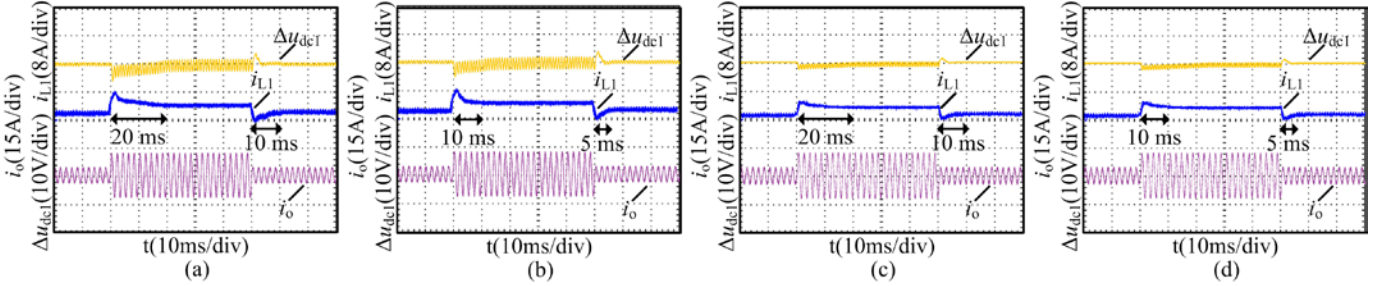 Δu_dc1(10V/div) i_L1(8A/div)
i_o(15A/div)
Δu_dc1
i_L1
20 ms
10 ms
i_o
t(10ms/div)
(a)
Δu_dc1(10V/div) i_L1(8A/div)
i_o(15A/div)
Δu_dc1
i_L1
10 ms
5 ms
i_o
t(10ms/div)
(b)
Δu_dc1(10V/div) i_L1(8A/div)
i_o(15A/div)
Δu_dc1
i_L1
20 ms
10 ms
i_o
t(10ms/div)
(c)
Δu_dc1(10V/div) i_L1(8A/div)
i_o(15A/div)
Δu_dc1
i_L1
10 ms
5 ms
i_o
t(10ms/div)
(d)